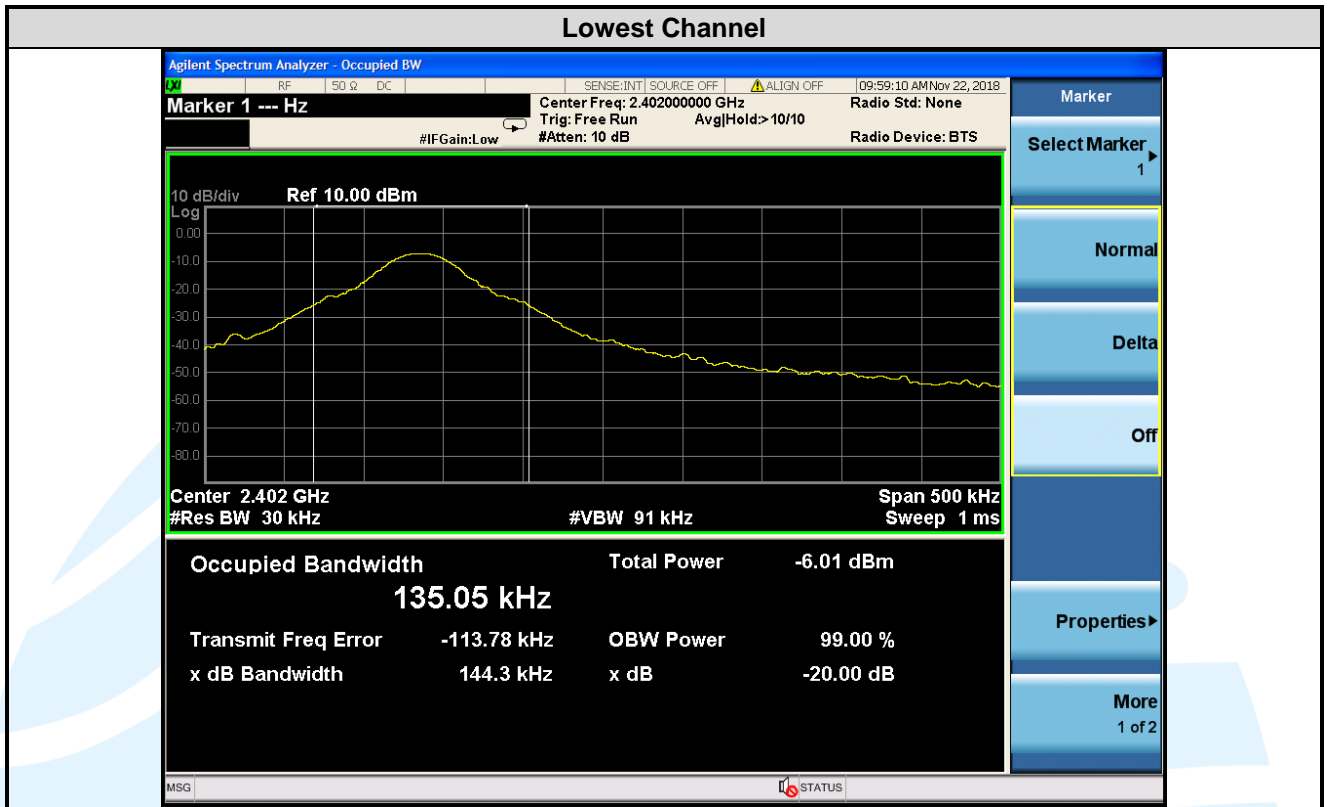 Lowest Channel
Agilent Spectrum Analyzer - Occupied BW
LXI RF 50 Ω DC SENSE:INT SOURCE OFF ALIGN OFF 09:59:10 AM Nov 22, 2018
Marker 1 --- Hz
Center Freq: 2.402000000 GHz
Radio Std: None
Trig: Free Run Avg|Hold:> 10/10
#IFGain:Low
#Atten: 10 dB
Radio Device: BTS
10 dB/div Ref 10.00 dBm
Log
0.00
-10.0
-20.0
-30.0
-40.0
-50.0
-60.0
-70.0
-80.0
Center 2.402 GHz Span 500 kHz
#Res BW 30 kHz #VBW 91 kHz Sweep 1 ms
Occupied Bandwidth Total Power -6.01 dBm
135.05 kHz
Transmit Freq Error -113.78 kHz OBW Power 99.00 %
x dB Bandwidth 144.3 kHz x dB -20.00 dB
MSG STATUS
Marker
Select Marker
1
Normal
Delta
Off
Properties
More
1 of 2